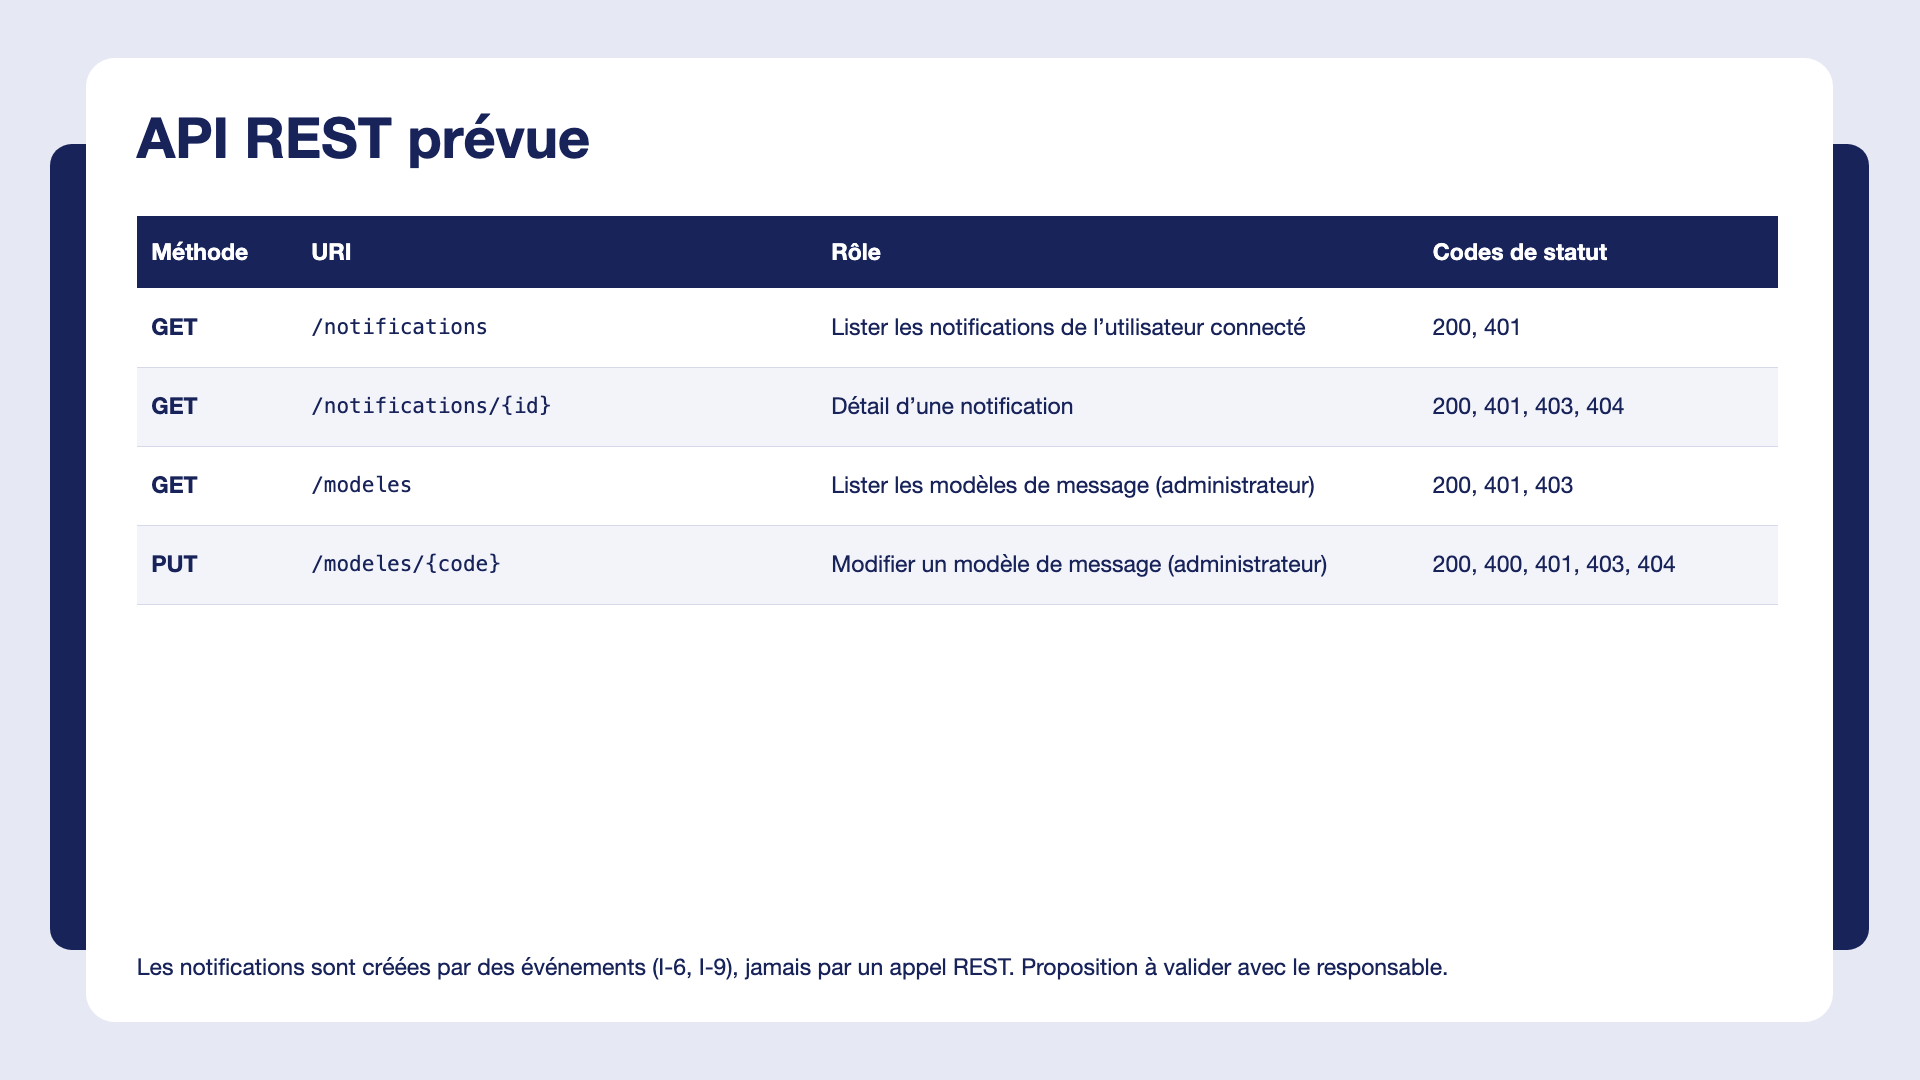 API REST prévue
Méthode URI Rôle Codes de statut
GET /notifications Lister les notifications de l’utilisateur connecté 200, 401
GET /notifications/{id} Détail d’une notification 200, 401, 403, 404
GET /modeles Lister les modèles de message (administrateur) 200, 401, 403
PUT /modeles/{code} Modifier un modèle de message (administrateur) 200, 400, 401, 403, 404
Les notifications sont créées par des événements (I-6, I-9), jamais par un appel REST. Proposition à valider avec le responsable.